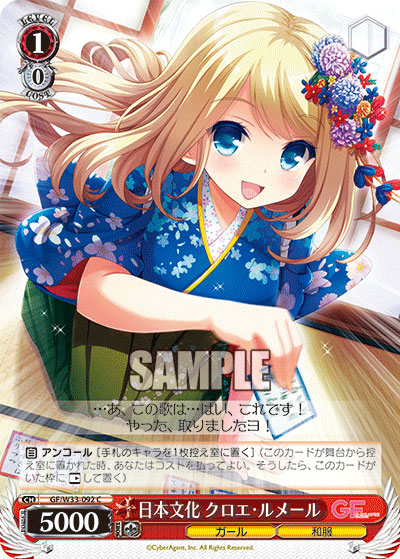 LEVEL
1
0
COST
SAMPLE
…あ、この歌は…はい、これです！
やった、取りましたヨ！
アンコール ［手札のキャラを1枚控え室に置く］（このカードが舞台から
控え室に置かれた時、あなたはコストを払ってよい。そうしたら、このカードが
いた枠に置く）
CH
GF/W33-092 C
5000
日本文化 クロエ・ルメール
GF
ガール
和服
©CyberAgent, Inc. All Rights Reserved.